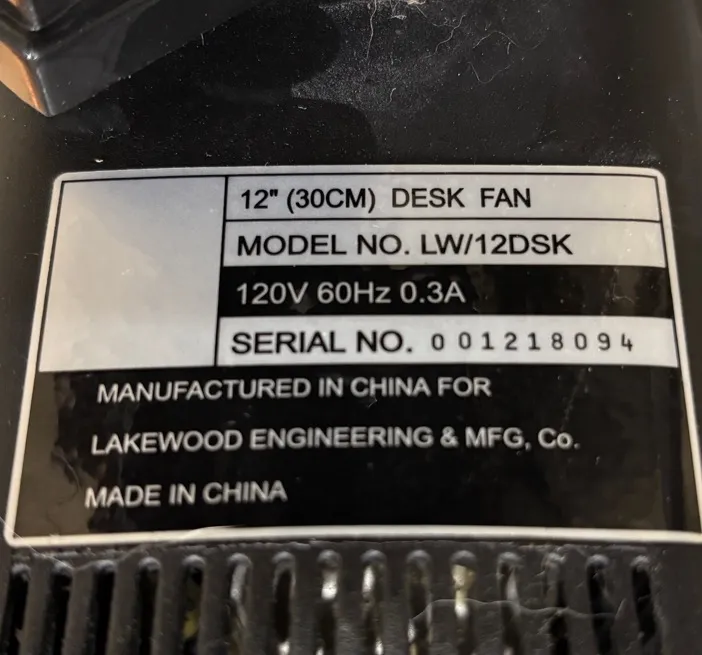 12" (30CM) DESK FAN
MODEL NO. LW/12DSK
120V 60Hz 0.3A
SERIAL NO. 001218094
MANUFACTURED IN CHINA FOR
LAKEWOOD ENGINEERING & MFG, Co.
MADE IN CHINA